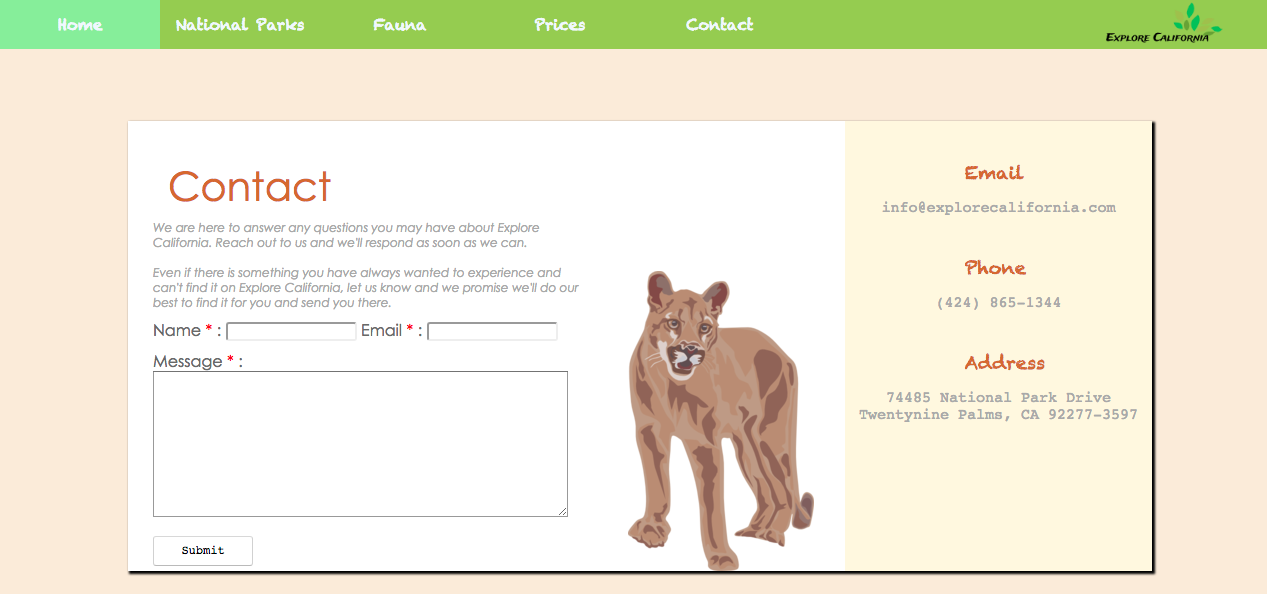 Home National Parks Fauna Prices Contact
EXPLORE CALIFORNIA
Contact
We are here to answer any questions you may have about Explore
California. Reach out to us and we'll respond as soon as we can.
Even if there is something you have always wanted to experience and
can't find it on Explore California, let us know and we promise we'll do our
best to find it for you and send you there.
Name * : Email * :
Message * :
Submit
Email
info@explorecalifornia.com
Phone
(424) 865-1344
Address
74485 National Park Drive
Twentynine Palms, CA 92277-3597